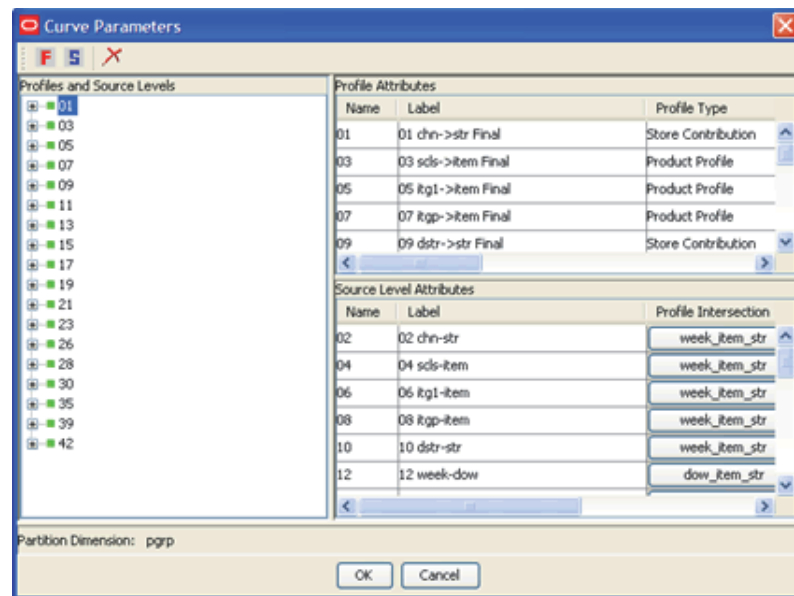 Curve Parameters
F S
Profiles and Source Levels
01
03
05
07
09
11
13
15
17
19
21
23
26
28
30
35
39
42
Profile Attributes
Name Label Profile Type
01 01 chn->str Final Store Contribution
03 03 scls->item Final Product Profile
05 05 itg1->item Final Product Profile
07 07 itgp->item Final Product Profile
09 09 dstr->str Final Store Contribution
Source Level Attributes
Name Label Profile Intersection
02 02 chn-str week_item_str
04 04 scls-item week_item_str
06 06 itg1-item week_item_str
08 08 itgp-item week_item_str
10 10 dstr-str week_item_str
12 12 week-dow dow_item_str
Partition Dimension: pgrp
OK Cancel